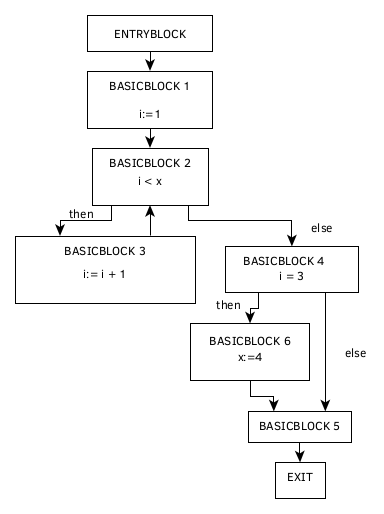 ENTRYBLOCK
BASICBLOCK 1
i:=1
BASICBLOCK 2
i < x
then
else
BASICBLOCK 3
i:= i + 1
BASICBLOCK 4
i = 3
then
else
BASICBLOCK 6
x:=4
BASICBLOCK 5
EXIT